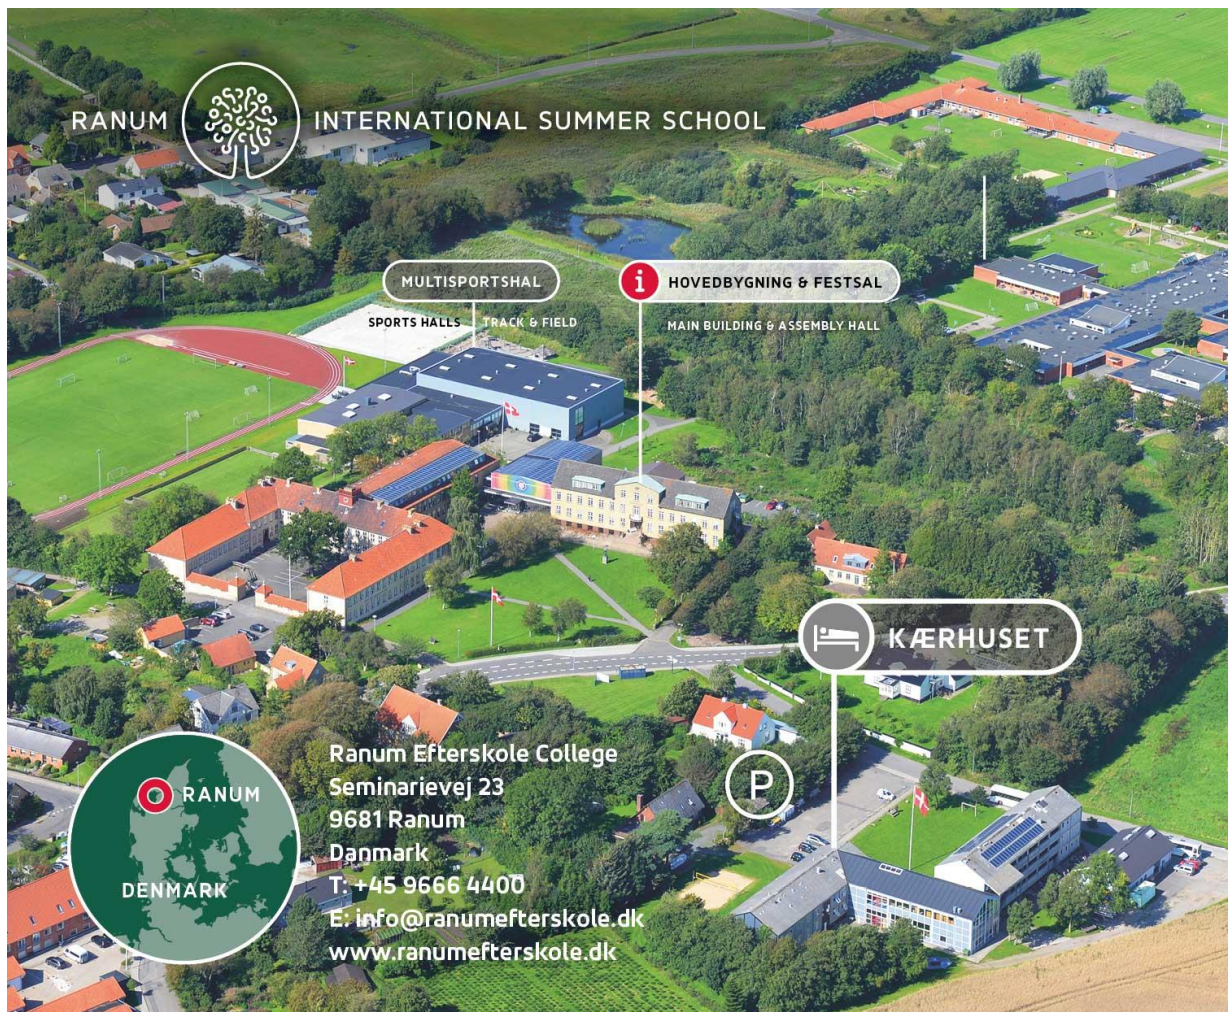 RANUM INTERNATIONAL SUMMER SCHOOL
MULTISPORTSHAL
SPORTS HALLS TRACK & FIELD
i HOVEDBYGNING & FESTSAL
MAIN BUILDING & ASSEMBLY HALL
KÆRHUSET
P
RANUM
DENMARK
Ranum Efterskole College
Seminarievej 23
9681 Ranum
Danmark
T: +45 9666 4400
E: info@ranumefterskole.dk
www.ranumefterskole.dk